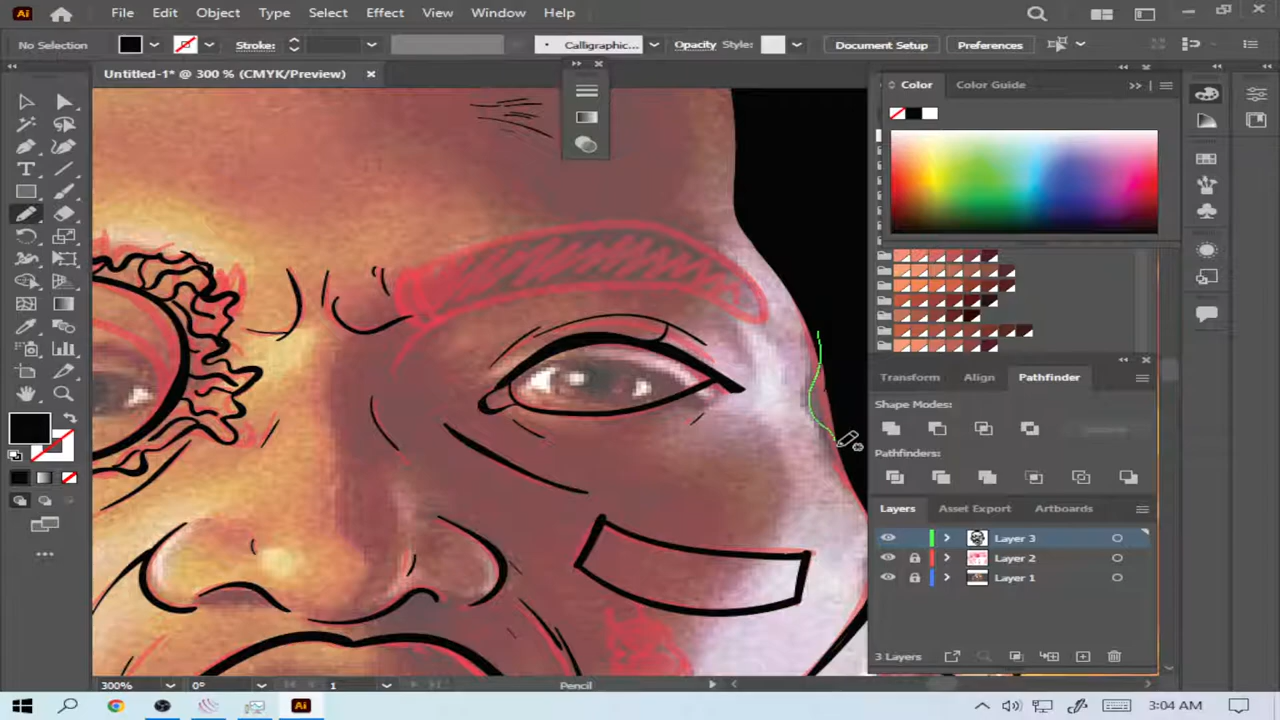 Ai File Edit Object Type Select Effect View Window Help
No Selection Stroke: Calligraphic... Opacity Style: Document Setup Preferences
Untitled-1* @ 300 % (CMYK/Preview)
Color Color Guide
Transform Align Pathfinder
Shape Modes:
Pathfinders:
Layers Asset Export Artboards
Layer 3
Layer 2
Layer 1
3 Layers
300% 0° 1 Pencil
Ai 3:04 AM